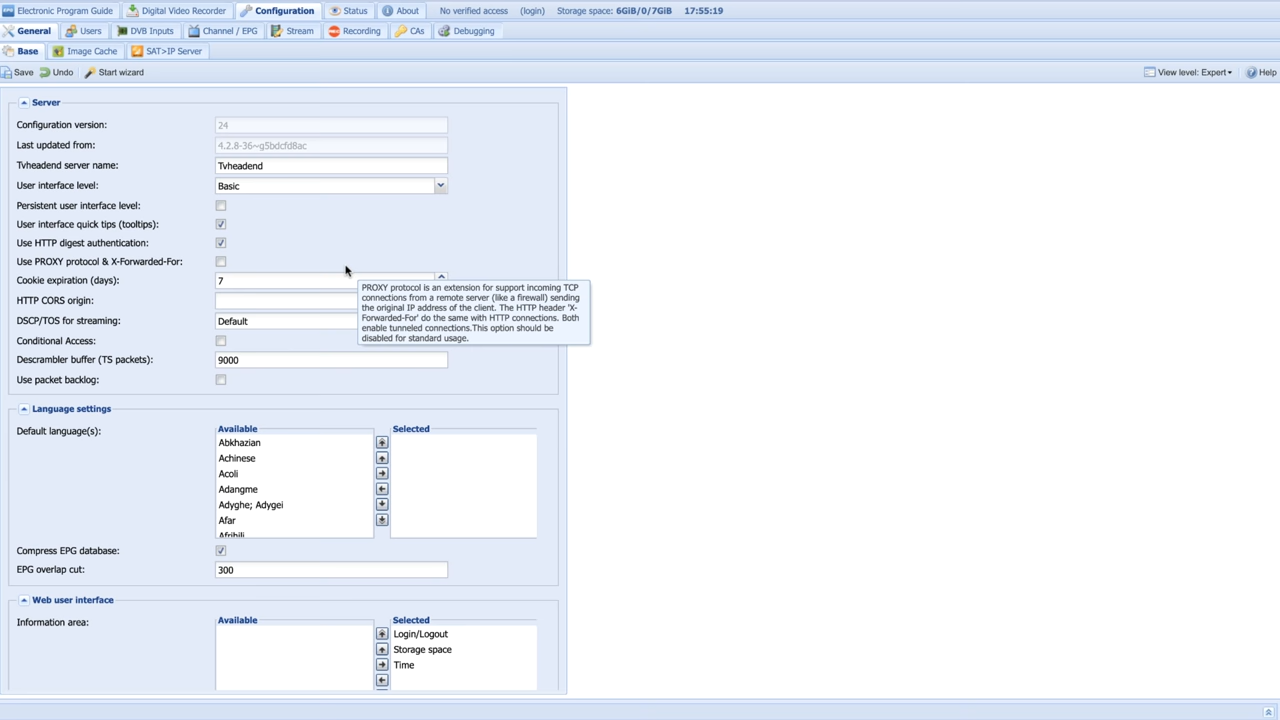 Electronic Program Guide Digital Video Recorder Configuration Status About No verified access (login) Storage space: 6GiB/0/7GiB 17:55:19
General Users DVB Inputs Channel / EPG Stream Recording CAs Debugging
Base Image Cache SAT>IP Server
Save Undo Start wizard View level: Expert Help
Server
Configuration version: 24
Last updated from: 4.2.8-36~g5bdcfd8ac
Tvheadend server name: Tvheadend
User interface level: Basic
Persistent user interface level:
User interface quick tips (tooltips):
Use HTTP digest authentication:
Use PROXY protocol & X-Forwarded-For:
Cookie expiration (days): 7
HTTP CORS origin:
DSCP/TOS for streaming: Default
PROXY protocol is an extension for support incoming TCP
connections from a remote server (like a firewall) sending
the original IP address of the client. The HTTP header 'X-
Forwarded-For' do the same with HTTP connections. Both
enable tunneled connections.This option should be
disabled for standard usage.
Conditional Access:
Descrambler buffer (TS packets): 9000
Use packet backlog:
Language settings
Default language(s):
Available Selected
Abkhazian
Achinese
Acoli
Adangme
Adyghe; Adygei
Afar
Afrihili
Compress EPG database:
EPG overlap cut: 300
Web user interface
Information area:
Available Selected
Login/Logout
Storage space
Time